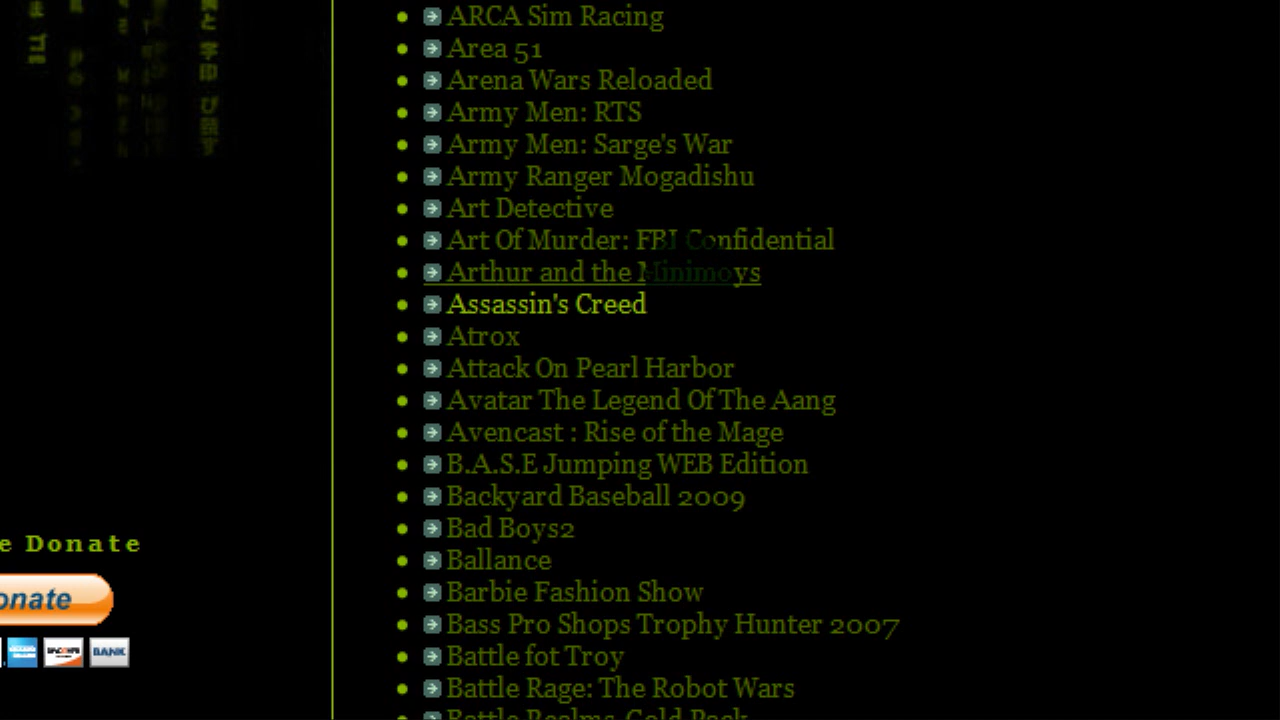 ARCA Sim Racing
Area 51
Arena Wars Reloaded
Army Men: RTS
Army Men: Sarge's War
Army Ranger Mogadishu
Art Detective
Art Of Murder: FBI Confidential
Arthur and the Minimoys
Assassin's Creed
Atrox
Attack On Pearl Harbor
Avatar The Legend Of The Aang
Avencast : Rise of the Mage
B.A.S.E Jumping WEB Edition
Backyard Baseball 2009
Bad Boys2
Ballance
Barbie Fashion Show
Bass Pro Shops Trophy Hunter 2007
Battle fot Troy
Battle Rage: The Robot Wars
Battle Realms Gold Pack
e Donate
onate
BANK